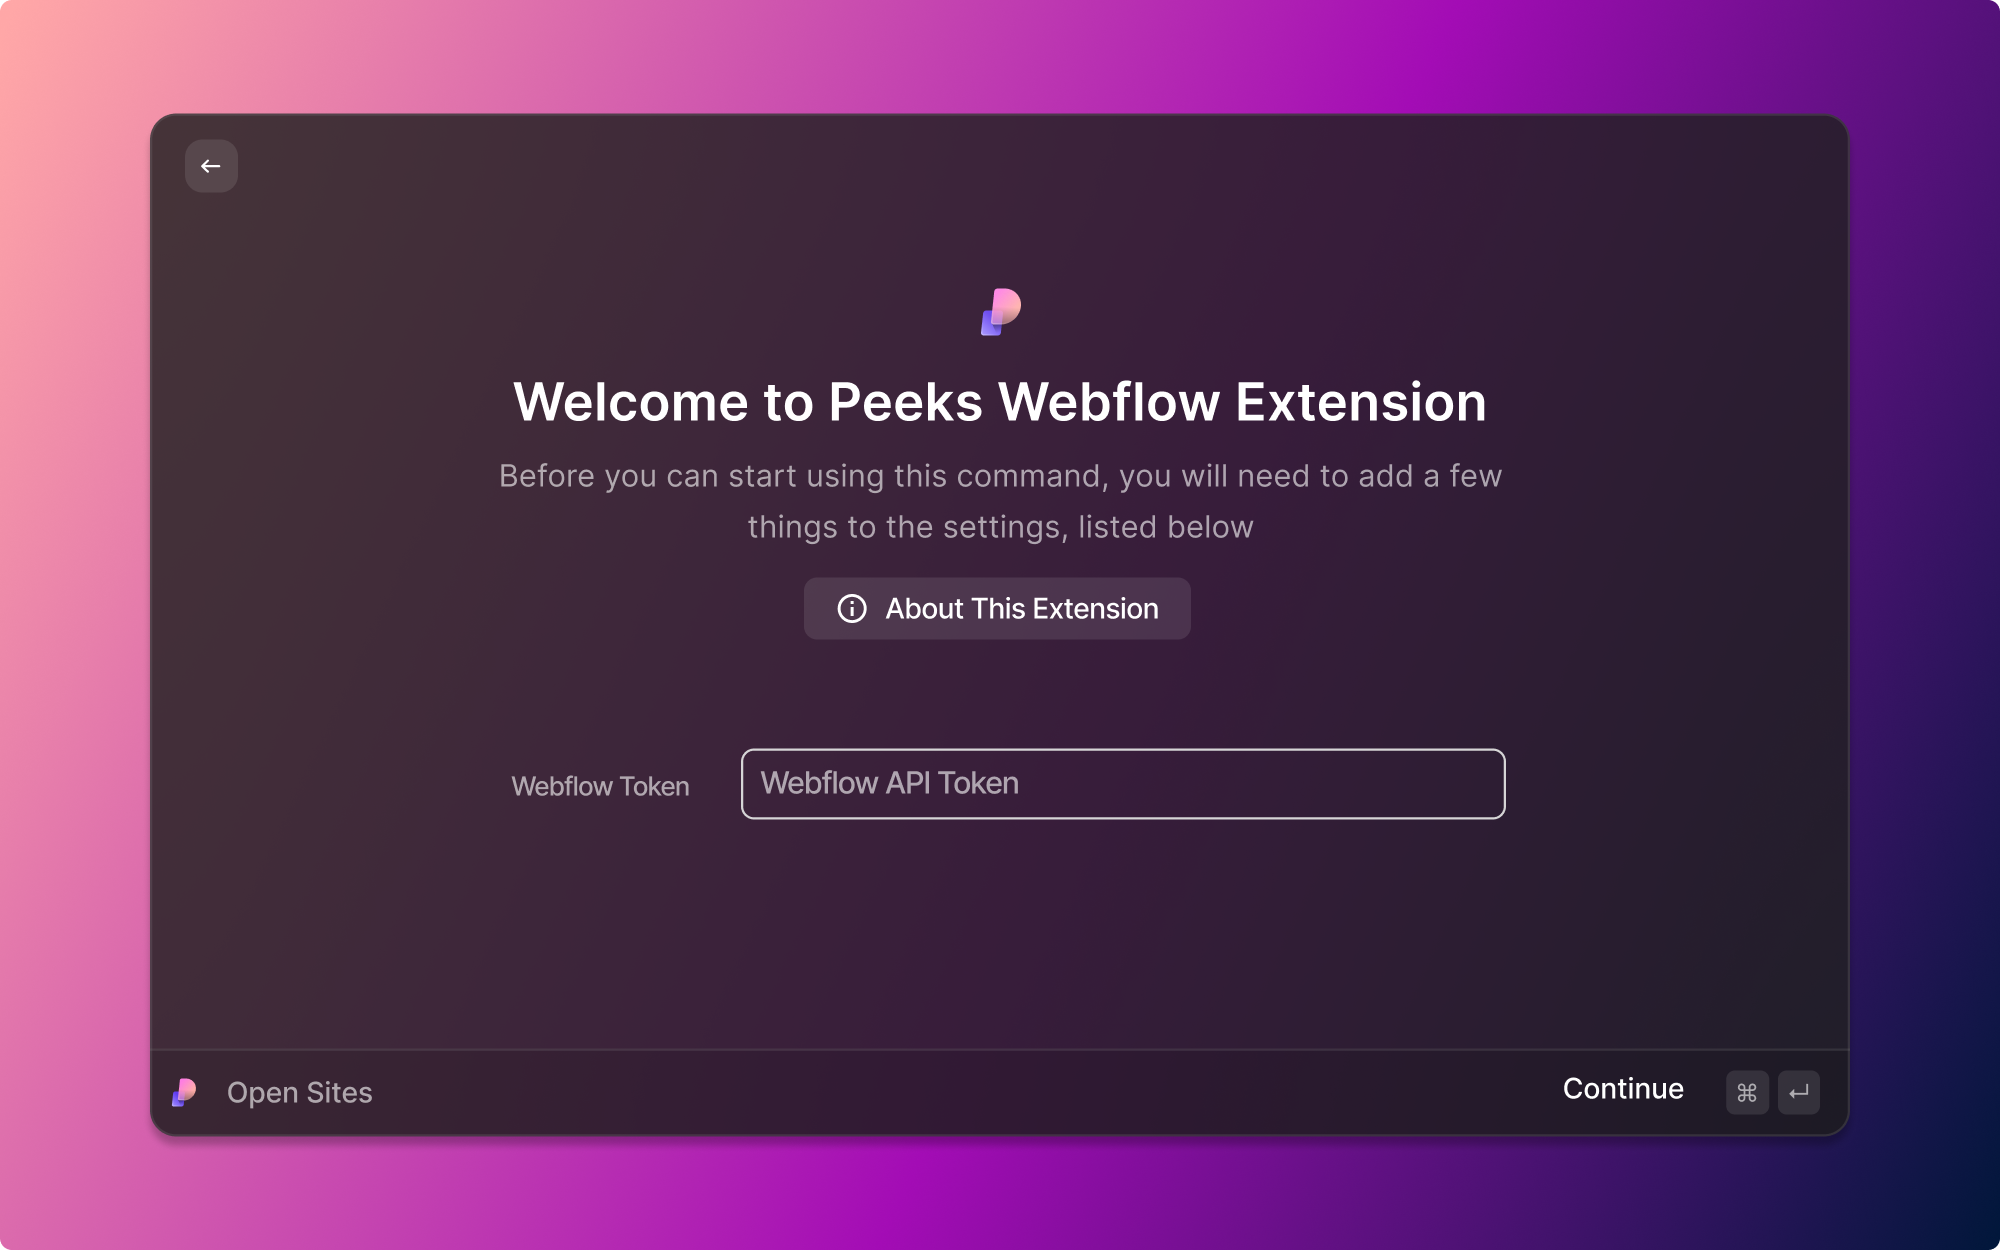 Welcome to Peeks Webflow Extension
Before you can start using this command, you will need to add a few
things to the settings, listed below
About This Extension
Webflow Token
Webflow API Token
Open Sites
Continue